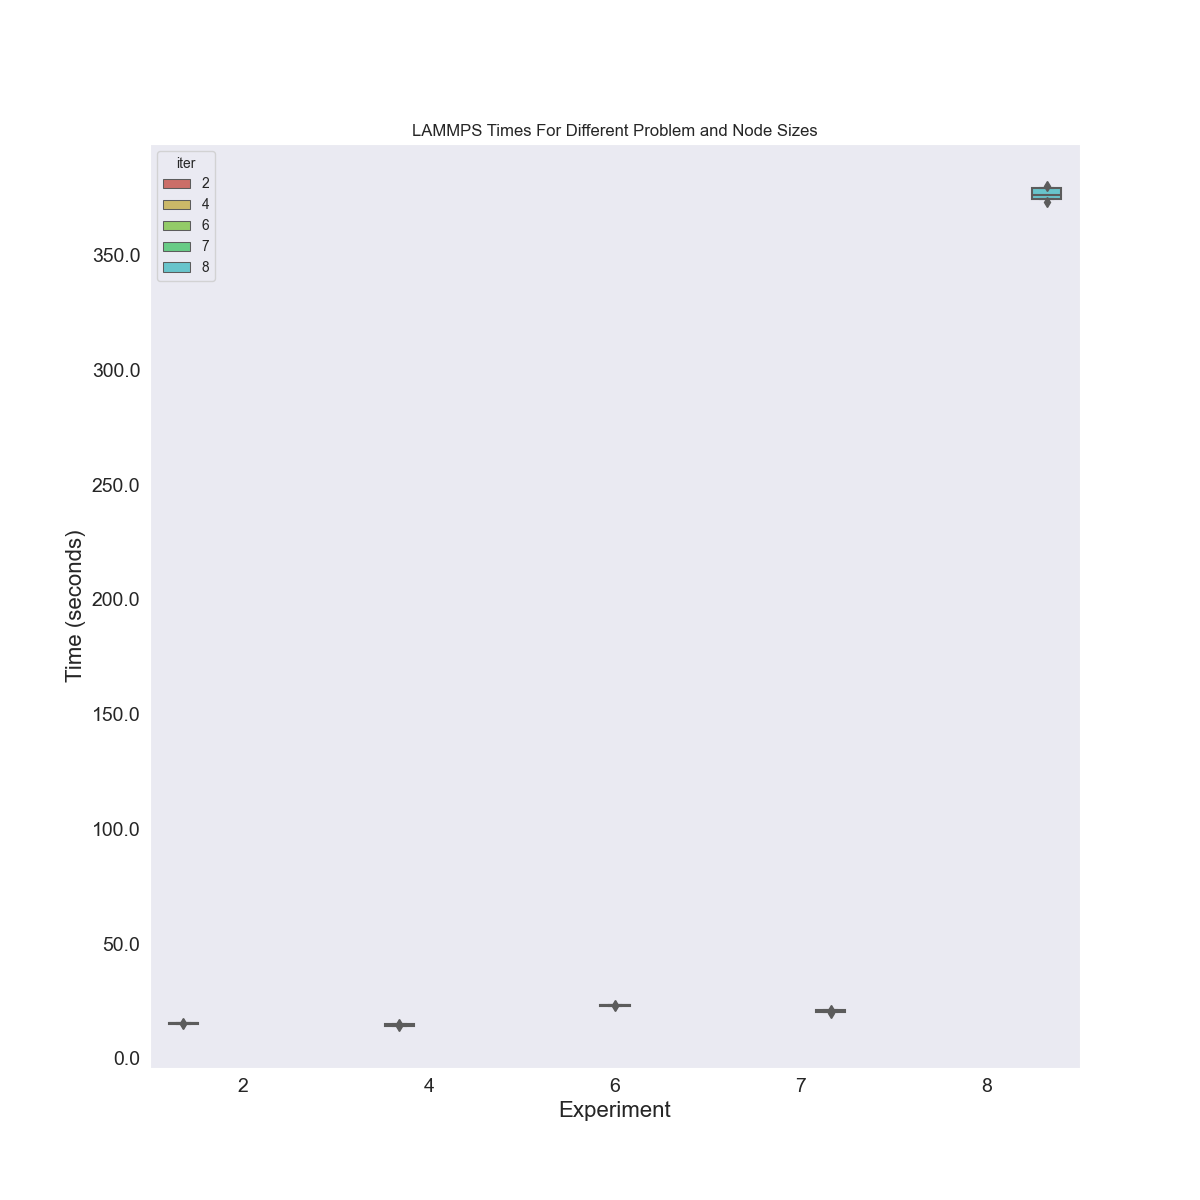 LAMMPS Times For Different Problem and Node Sizes
iter
2
4
6
7
8
350.0
300.0
250.0
200.0
150.0
100.0
50.0
0.0
Time (seconds)
2 4 6 7 8
Experiment